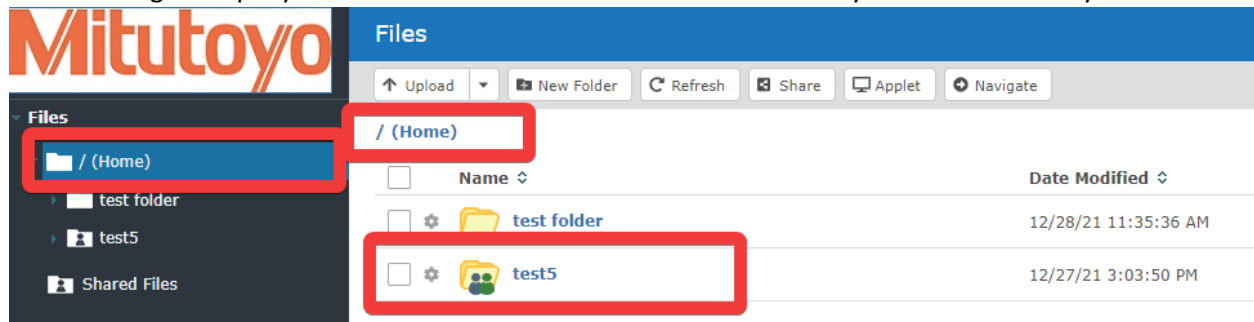 Mitutoyo
Files
Upload New Folder Refresh Share Applet Navigate
Files
/ (Home)
test folder
test5
Shared Files
/ (Home)
Name Date Modified
test folder 12/28/21 11:35:36 AM
test5 12/27/21 3:03:50 PM